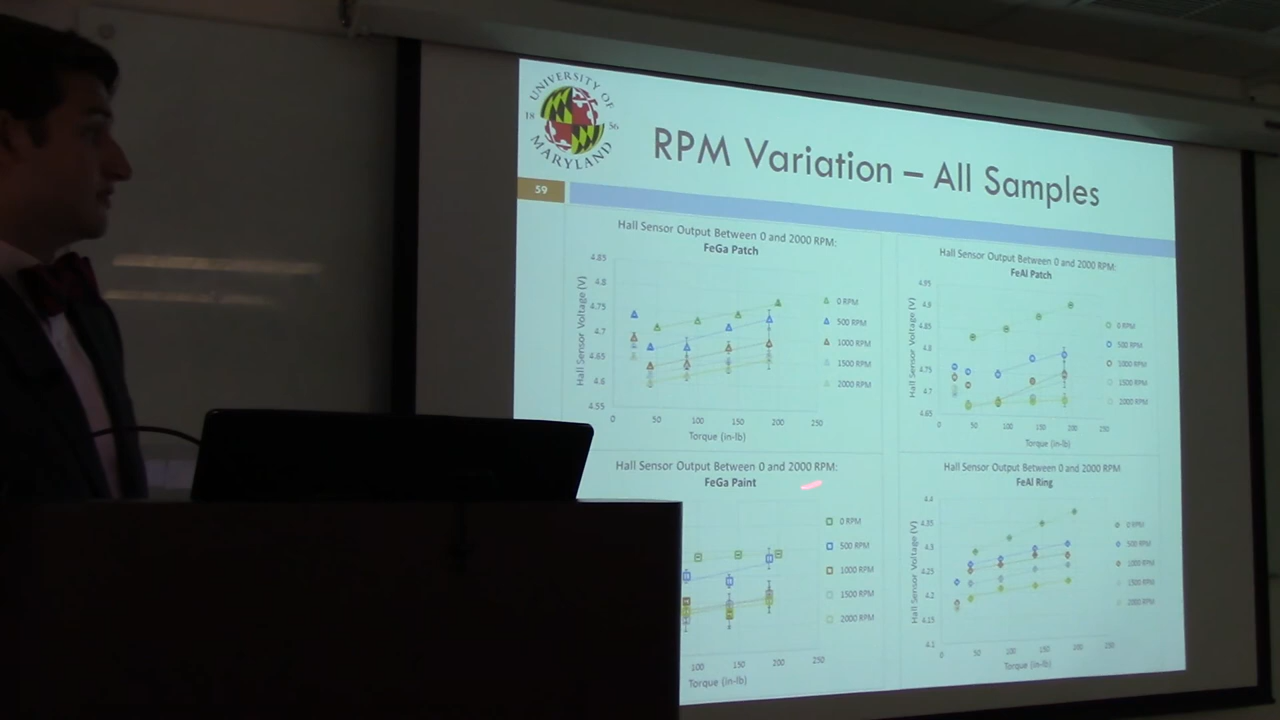 UNIVERSITY OF
18 56
MARYLAND
RPM Variation – All Samples
59
Hall Sensor Output Between 0 and 2000 RPM:
FeGa Patch
Hall Sensor Voltage (V)
4.85
4.8
4.75
4.7
4.65
4.6
4.55
0 50 100 150 200 250
Torque (in-lb)
0 RPM
500 RPM
1000 RPM
1500 RPM
2000 RPM
Hall Sensor Output Between 0 and 2000 RPM:
FeAl Patch
Hall Sensor Voltage (V)
4.95
4.9
4.85
4.8
4.75
4.7
4.65
0 50 100 150 200 250
Torque (in-lb)
0 RPM
500 RPM
1000 RPM
1500 RPM
2000 RPM
Hall Sensor Output Between 0 and 2000 RPM:
FeGa Paint
100 150 200 250
Torque (in-lb)
0 RPM
500 RPM
1000 RPM
1500 RPM
2000 RPM
Hall Sensor Output Between 0 and 2000 RPM
FeAl Ring
Hall Sensor Voltage (V)
4.4
4.35
4.3
4.25
4.2
4.15
4.1
0 50 100 150 200 250
Torque (in-lb)
0 RPM
500 RPM
1000 RPM
1500 RPM
2000 RPM